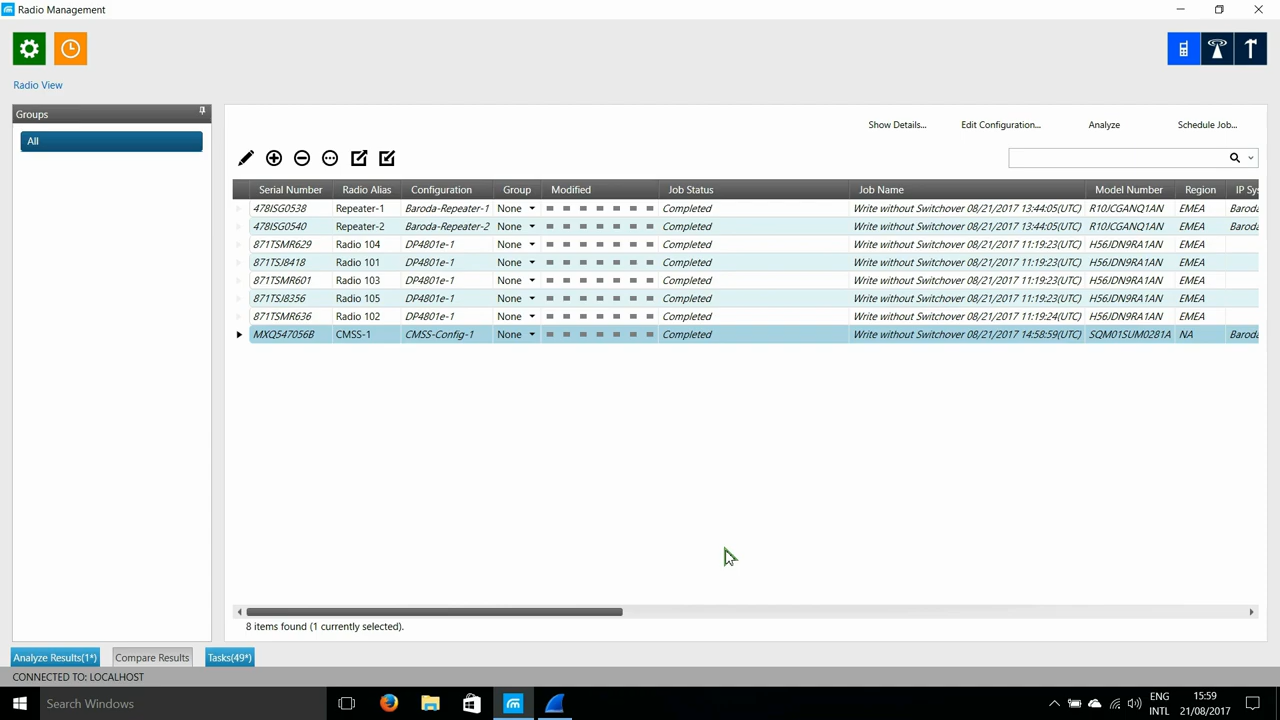 Radio Management
Radio View
Groups
All
Show Details... Edit Configuration... Analyze Schedule Job...
Serial Number Radio Alias Configuration Group Modified Job Status Job Name Model Number Region IP Sy
478ISG0538 Repeater-1 Baroda-Repeater-1 None Completed Write without Switchover 08/21/2017 13:44:05(UTC) R10JCGANQ1AN EMEA Baroda
478ISG0540 Repeater-2 Baroda-Repeater-2 None Completed Write without Switchover 08/21/2017 13:44:05(UTC) R10JCGANQ1AN EMEA Baroda
871TSMR629 Radio 104 DP4801e-1 None Completed Write without Switchover 08/21/2017 11:19:23(UTC) H56JDN9RA1AN EMEA
871TSJ8418 Radio 101 DP4801e-1 None Completed Write without Switchover 08/21/2017 11:19:23(UTC) H56JDN9RA1AN EMEA
871TSMR601 Radio 103 DP4801e-1 None Completed Write without Switchover 08/21/2017 11:19:23(UTC) H56JDN9RA1AN EMEA
871TSJ8356 Radio 105 DP4801e-1 None Completed Write without Switchover 08/21/2017 11:19:23(UTC) H56JDN9RA1AN EMEA
871TSMR636 Radio 102 DP4801e-1 None Completed Write without Switchover 08/21/2017 11:19:24(UTC) H56JDN9RA1AN EMEA
MXQ547056B CMSS-1 CMSS-Config-1 None Completed Write without Switchover 08/21/2017 14:58:59(UTC) SQM01SUM0281A NA Baroda
8 items found (1 currently selected).
Analyze Results(1*) Compare Results Tasks(49*)
CONNECTED TO: LOCALHOST
Search Windows
ENG
INTL
15:59
21/08/2017